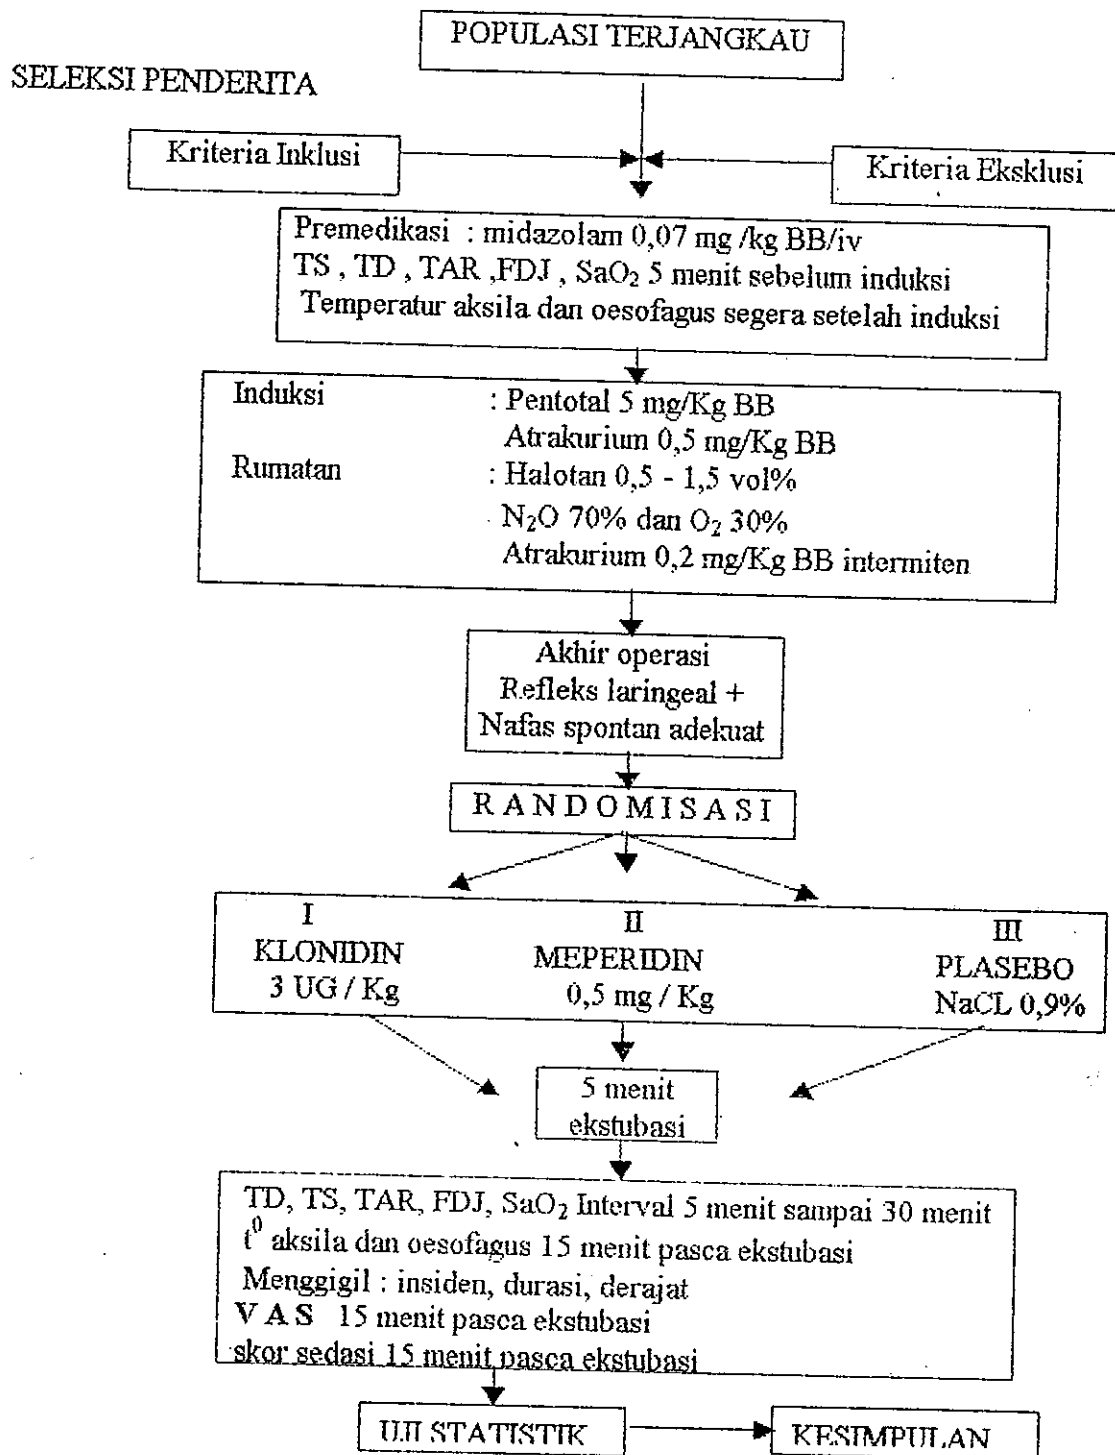 POPULASI TERJANGKAU
SELEKSI PENDERITA
Kriteria Inklusi
Kriteria Eksklusi
Premedikasi : midazolam 0,07 mg /kg BB/iv
TS , TD , TAR ,FDJ , SaO₂ 5 menit sebelum induksi
Temperatur aksila dan oesofagus segera setelah induksi
Induksi : Pentotal 5 mg/Kg BB
Atrakurium 0,5 mg/Kg BB
Rumatan : Halotan 0,5 - 1,5 vol%
N₂O 70% dan O₂ 30%
Atrakurium 0,2 mg/Kg BB intermiten
Akhir operasi
Refleks laringeal +
Nafas spontan adekuat
R A N D O M I S A S I
I II III
KLONIDIN MEPERIDIN PLASEBO
3 UG / Kg 0,5 mg / Kg NaCL 0,9%
5 menit
ekstubasi
TD, TS, TAR, FDJ, SaO₂ Interval 5 menit sampai 30 menit
t⁰ aksila dan oesofagus 15 menit pasca ekstubasi
Menggigil : insiden, durasi, derajat
V A S 15 menit pasca ekstubasi
skor sedasi 15 menit pasca ekstubasi
UJI STATISTIK
KESIMPULAN